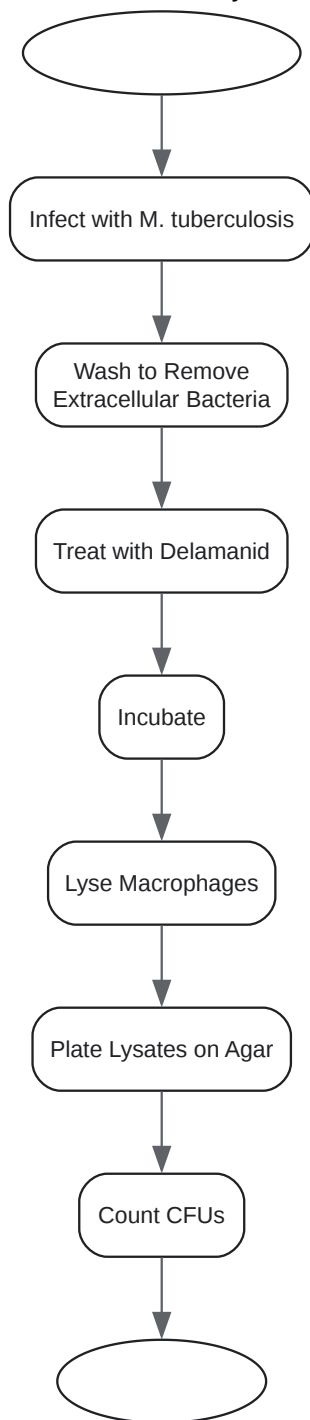 Infect with M. tuberculosis
Wash to Remove
Extracellular Bacteria
Treat with Delamanid
Incubate
Lyse Macrophages
Plate Lysates on Agar
Count CFUs